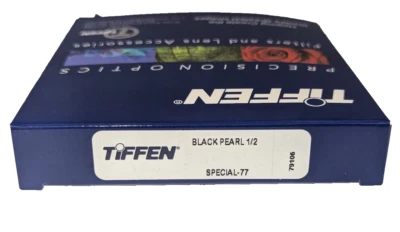 Filters and Lens Accessories
PRECISION OPTICS
TIFFEN®
TIFFEN®
BLACK PEARL 1/2
SPECIAL-77
79106